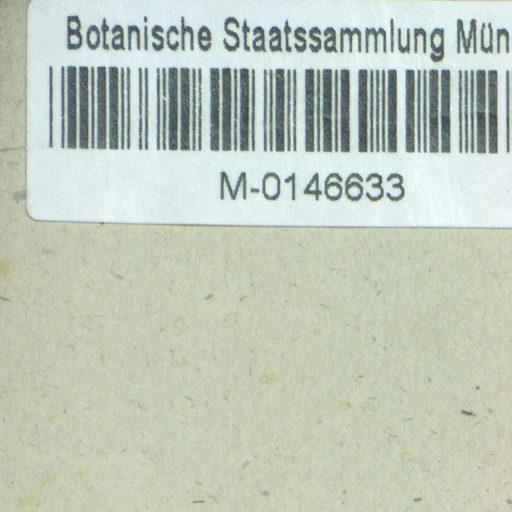 Botanische Staatssammlung Mün
M-0146633